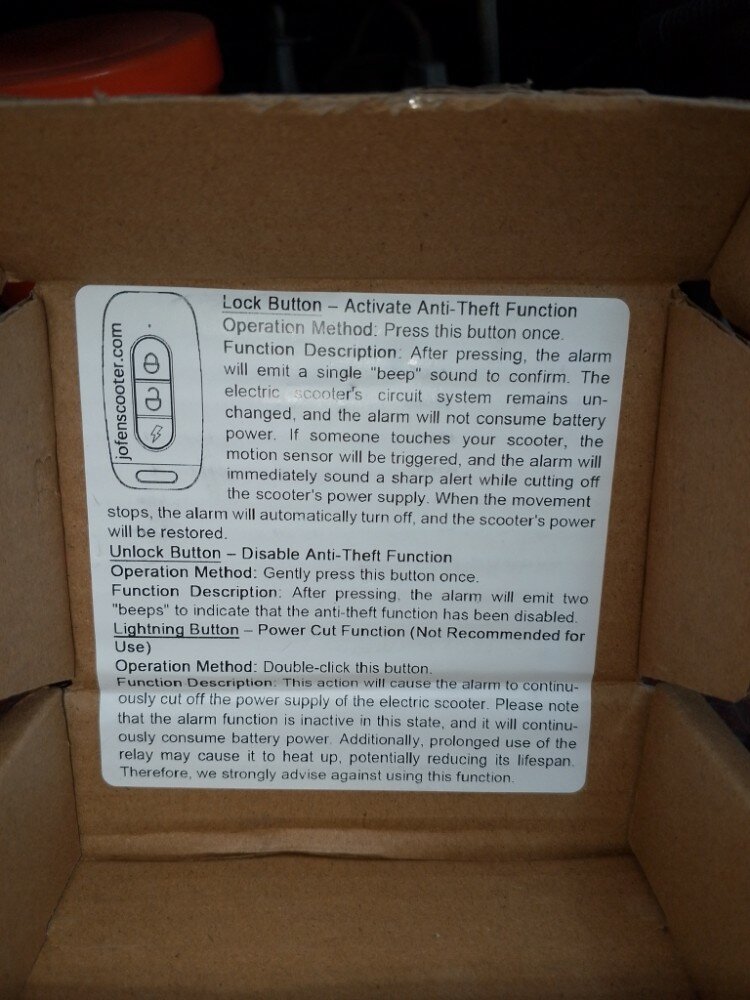 jofenscooter.com
Lock Button – Activate Anti-Theft Function
Operation Method: Press this button once.
Function Description: After pressing, the alarm
will emit a single "beep" sound to confirm. The
electric scooter's circuit system remains un-
changed, and the alarm will not consume battery
power. If someone touches your scooter, the
motion sensor will be triggered, and the alarm will
immediately sound a sharp alert while cutting off
the scooter's power supply. When the movement
stops, the alarm will automatically turn off, and the scooter's power
will be restored.
Unlock Button – Disable Anti-Theft Function
Operation Method: Gently press this button once.
Function Description: After pressing, the alarm will emit two
"beeps" to indicate that the anti-theft function has been disabled.
Lightning Button – Power Cut Function (Not Recommended for
Use)
Operation Method: Double-click this button.
Function Description: This action will cause the alarm to continu-
ously cut off the power supply of the electric scooter. Please note
that the alarm function is inactive in this state, and it will continu-
ously consume battery power. Additionally, prolonged use of the
relay may cause it to heat up, potentially reducing its lifespan.
Therefore, we strongly advise against using this function.